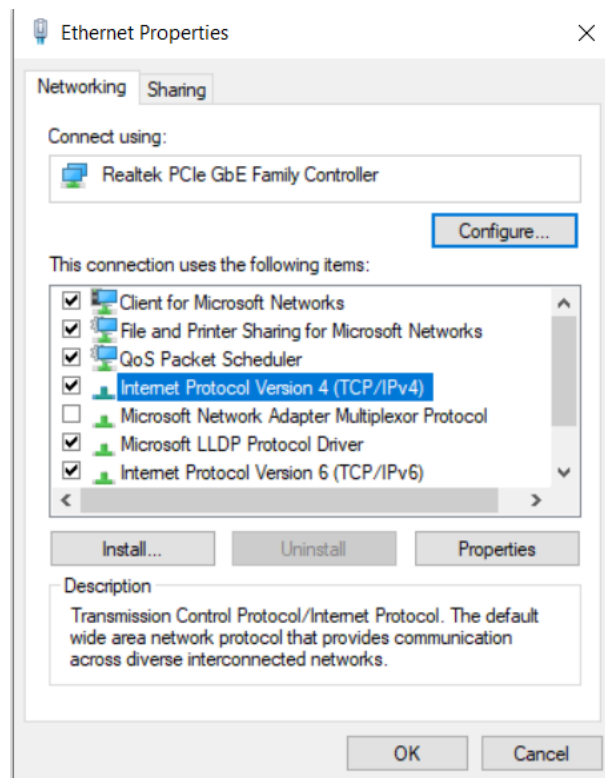 Ethernet Properties
Networking
Sharing
Connect using:
Realtek PCIe GbE Family Controller
Configure...
This connection uses the following items:
Client for Microsoft Networks
File and Printer Sharing for Microsoft Networks
QoS Packet Scheduler
Internet Protocol Version 4 (TCP/IPv4)
Microsoft Network Adapter Multiplexor Protocol
Microsoft LLDP Protocol Driver
Internet Protocol Version 6 (TCP/IPv6)
Install...
Uninstall
Properties
Description
Transmission Control Protocol/Internet Protocol. The default
wide area network protocol that provides communication
across diverse interconnected networks.
OK
Cancel